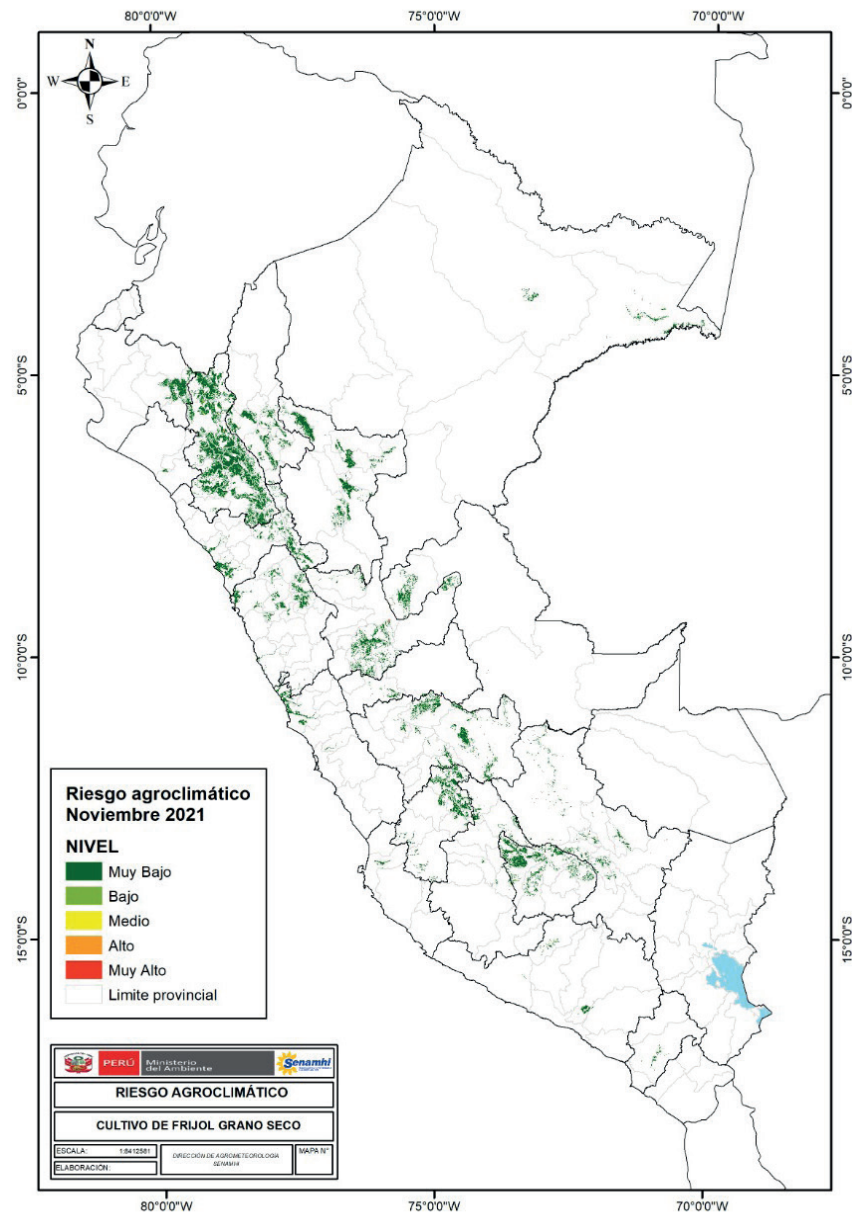 80°0'0"W 75°0'0"W 70°0'0"W
N
W E
S
0°0'0" 0°0'0"
5°0'0"S 5°0'0"S
10°0'0"S 10°0'0"S
15°0'0"S 15°0'0"S
Riesgo agroclimático
Noviembre 2021
NIVEL
Muy Bajo
Bajo
Medio
Alto
Muy Alto
Limite provincial
PERÚ
Ministerio
del Ambiente
Senamhi
RIESGO AGROCLIMÁTICO
CULTIVO DE FRIJOL GRANO SECO
ESCALA: 1:6412581
ELABORACIÓN:
DIRECCIÓN DE AGROMETEOROLOGÍA
SENAMHI
MAPA N°
80°0'0"W 75°0'0"W 70°0'0"W